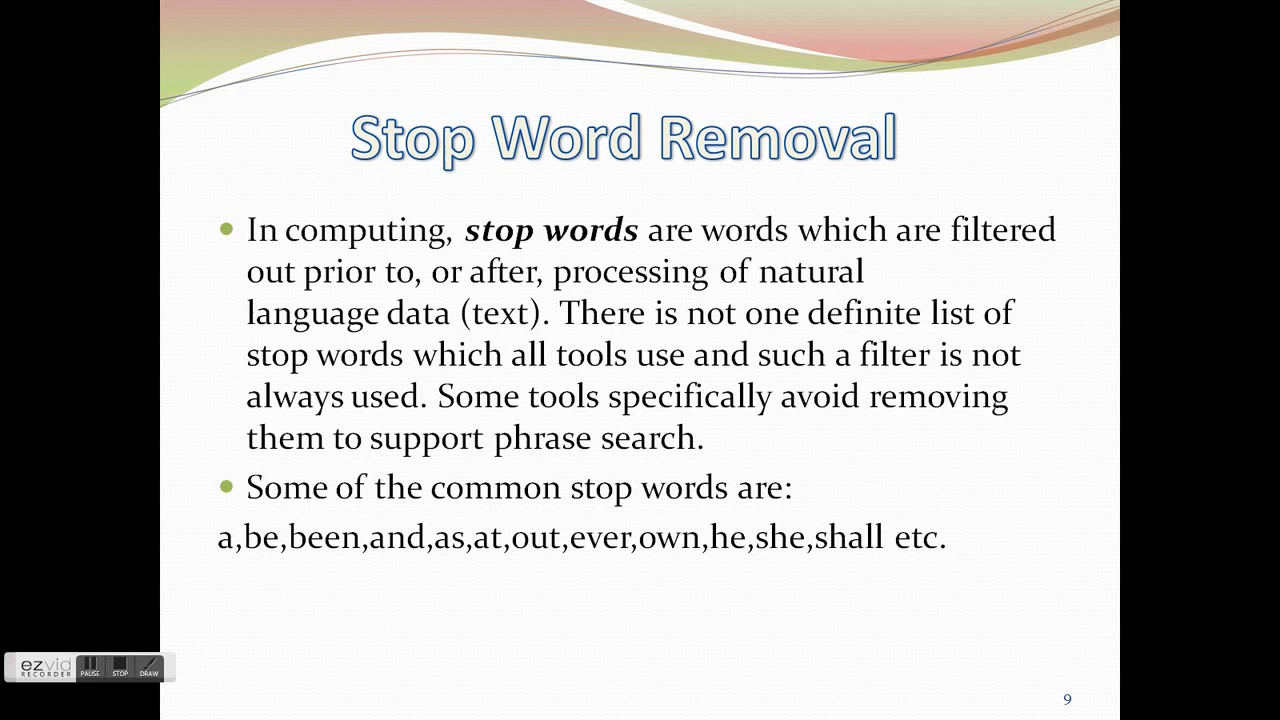 Stop Word Removal
In computing, stop words are words which are filtered
out prior to, or after, processing of natural
language data (text). There is not one definite list of
stop words which all tools use and such a filter is not
always used. Some tools specifically avoid removing
them to support phrase search.
Some of the common stop words are:
a,be,been,and,as,at,out,ever,own,he,she,shall etc.
ezvid
RECORDER
PAUSE STOP DRAW
9